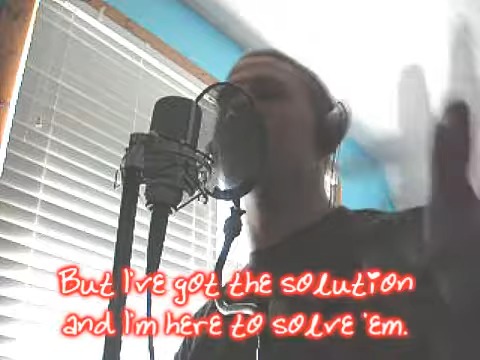 But I've got the solution
and I'm here to solve 'em.